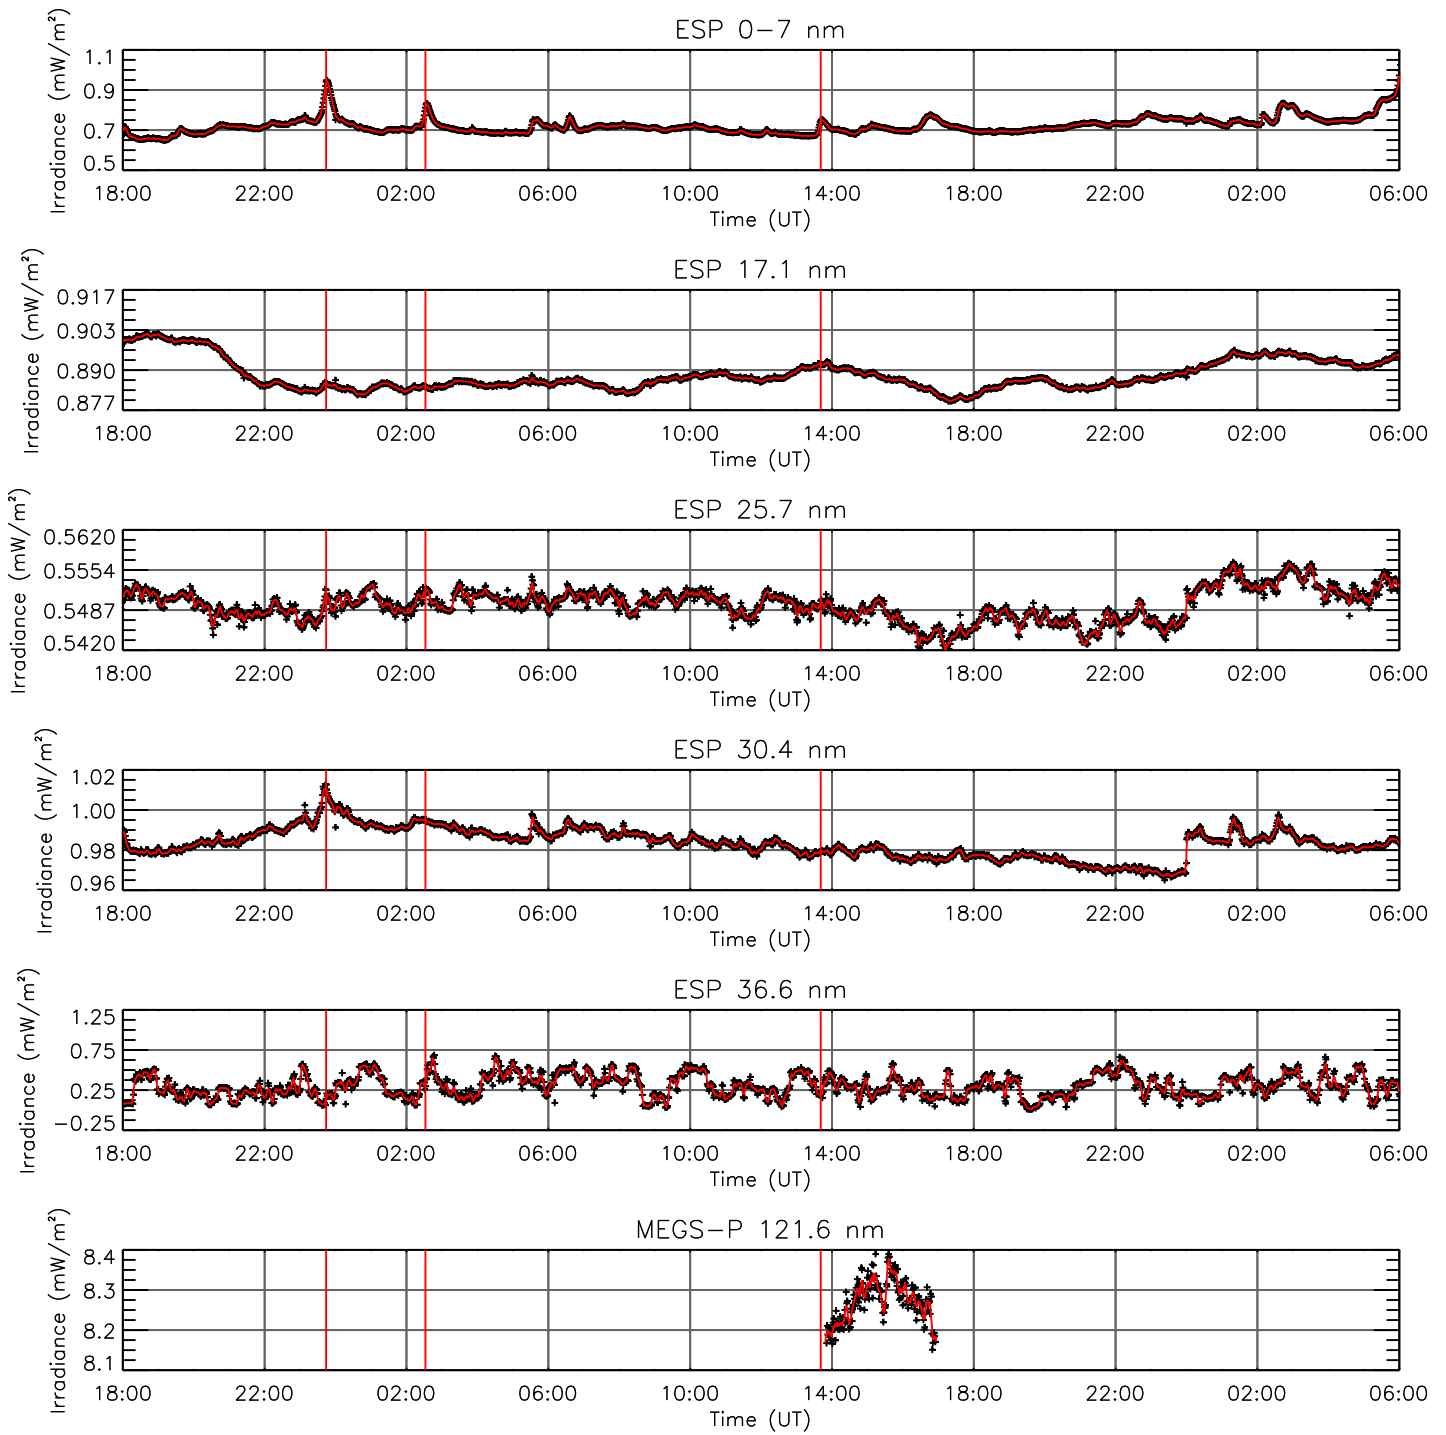 ESP 0-7 nm
Irradiance (mW/m²)
1.1
0.9
0.7
0.5
18:00 22:00 02:00 06:00 10:00 14:00 18:00 22:00 02:00 06:00
Time (UT)
ESP 17.1 nm
Irradiance (mW/m²)
0.917
0.903
0.890
0.877
18:00 22:00 02:00 06:00 10:00 14:00 18:00 22:00 02:00 06:00
Time (UT)
ESP 25.7 nm
Irradiance (mW/m²)
0.5620
0.5554
0.5487
0.5420
18:00 22:00 02:00 06:00 10:00 14:00 18:00 22:00 02:00 06:00
Time (UT)
ESP 30.4 nm
Irradiance (mW/m²)
1.02
1.00
0.98
0.96
18:00 22:00 02:00 06:00 10:00 14:00 18:00 22:00 02:00 06:00
Time (UT)
ESP 36.6 nm
Irradiance (mW/m²)
1.25
0.75
0.25
-0.25
18:00 22:00 02:00 06:00 10:00 14:00 18:00 22:00 02:00 06:00
Time (UT)
MEGS-P 121.6 nm
Irradiance (mW/m²)
8.4
8.3
8.2
8.1
18:00 22:00 02:00 06:00 10:00 14:00 18:00 22:00 02:00 06:00
Time (UT)